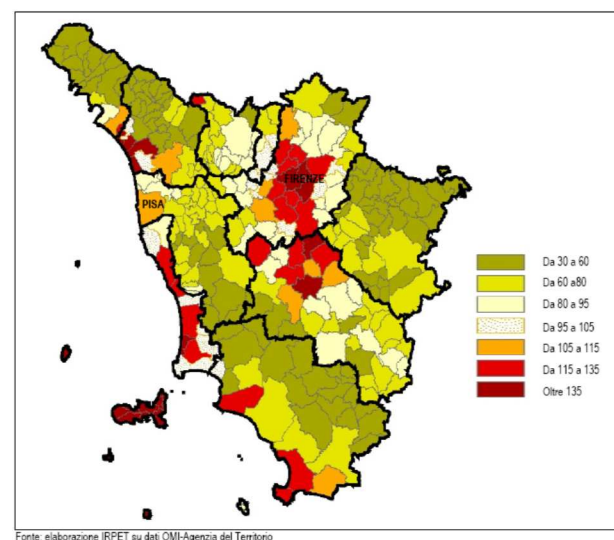 FIRENZE
PISA
Da 30 a 60
Da 60 a80
Da 80 a 95
Da 95 a 105
Da 105 a 115
Da 115 a 135
Oltre 135
Fonte: elaborazione IRPET su dati OMI-Agenzia del Territorio